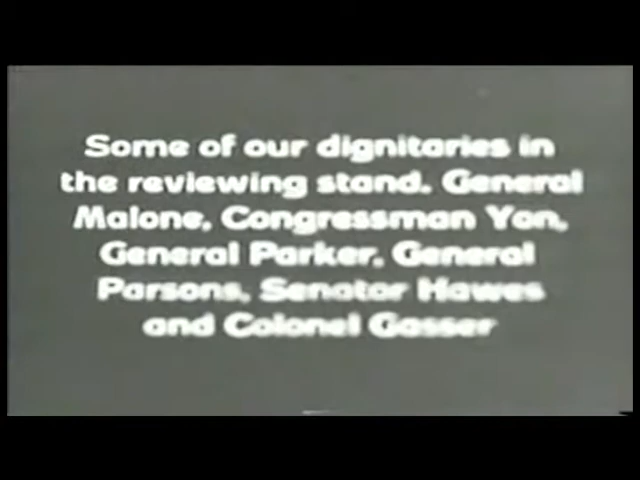 Some of our dignitaries in
the reviewing stand. General
Malone, Congressman Yon,
General Parker, General
Parsons, Senator Hawes
and Colonel Gasser